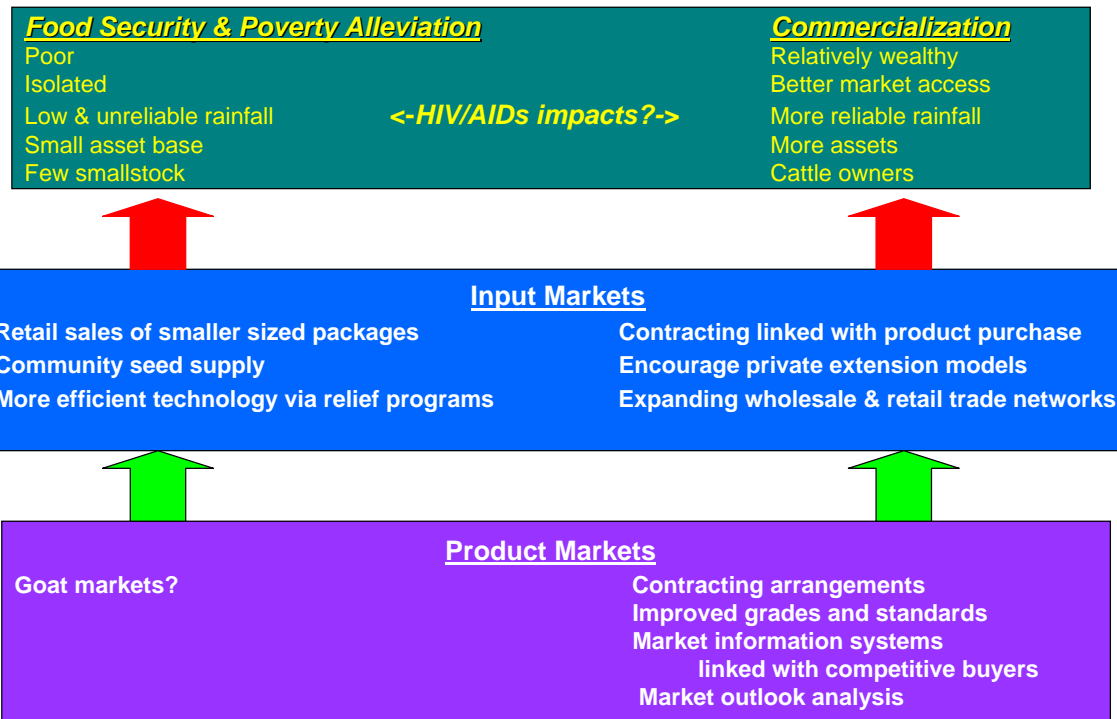 Food Security & Poverty Alleviation
Poor
Isolated
Low & unreliable rainfall
Small asset base
Few smallstock
<-HIV/AIDs impacts?->
Commercialization
Relatively wealthy
Better market access
More reliable rainfall
More assets
Cattle owners
Input Markets
Retail sales of smaller sized packages
Community seed supply
More efficient technology via relief programs
Contracting linked with product purchase
Encourage private extension models
Expanding wholesale & retail trade networks
Product Markets
Goat markets?
Contracting arrangements
Improved grades and standards
Market information systems
linked with competitive buyers
Market outlook analysis